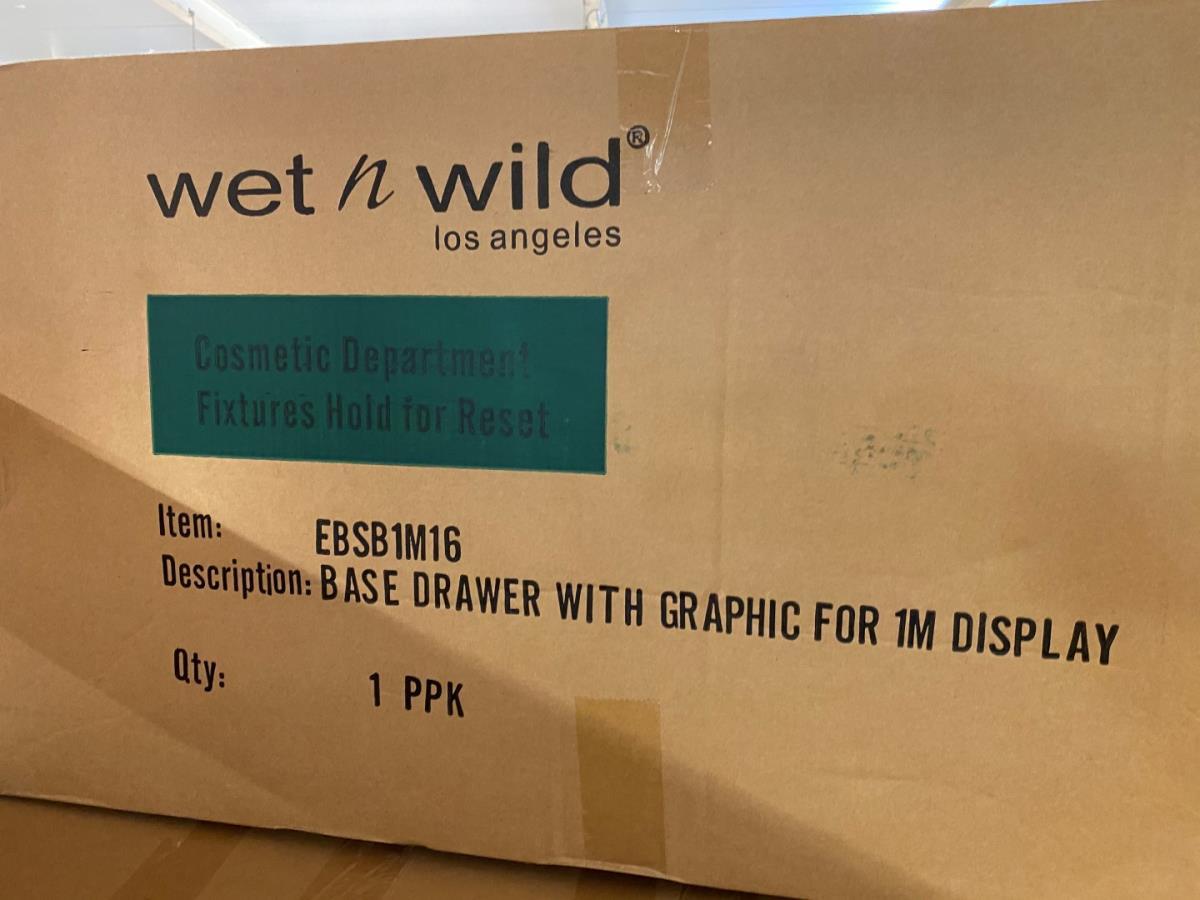 wet n wild®
los angeles
Cosmetic Department
Fixtures Hold for Reset
Item: EBSB1M16
Description: BASE DRAWER WITH GRAPHIC FOR 1M DISPLAY
Qty: 1 PPK